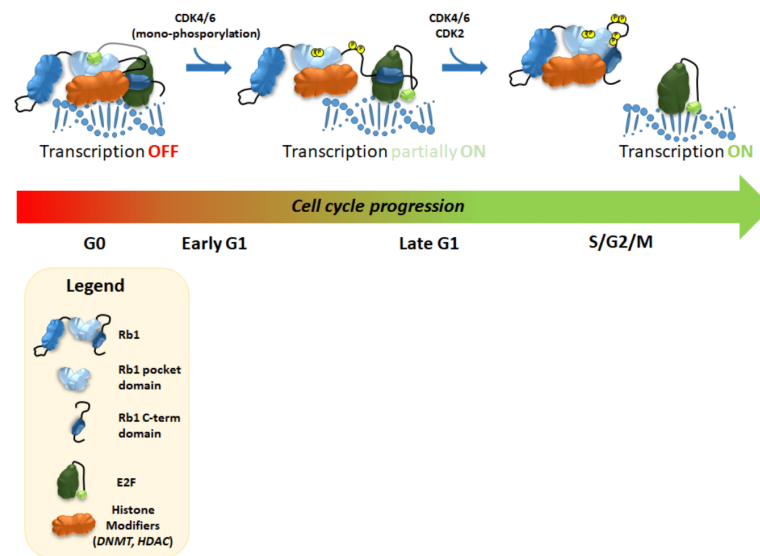 CDK4/6
(mono-phosporylation)
CDK4/6
CDK2
P P
P P
P P
P P
P P
Transcription OFF
Transcription partially ON
Transcription ON
Cell cycle progression
G0
Early G1
Late G1
S/G2/M
Legend
Rb1
Rb1 pocket
domain
Rb1 C-term
domain
E2F
Histone
Modifiers
(DNMT, HDAC)